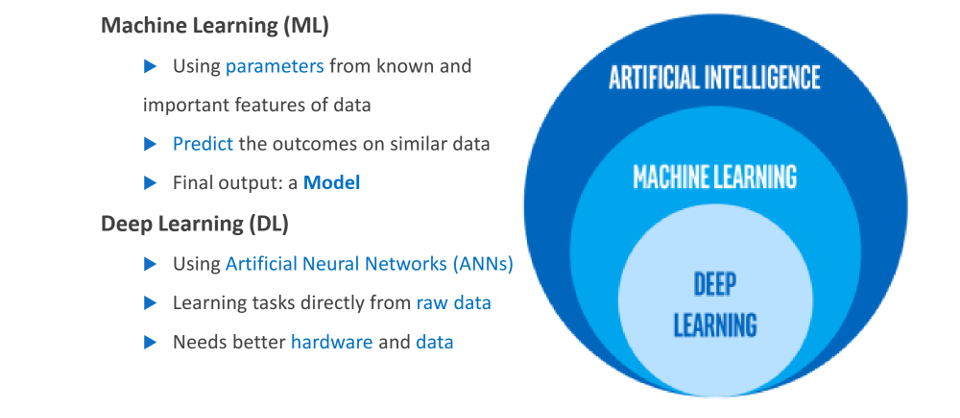 Machine Learning (ML)
▶ Using parameters from known and
important features of data
▶ Predict the outcomes on similar data
▶ Final output: a Model
Deep Learning (DL)
▶ Using Artificial Neural Networks (ANNs)
▶ Learning tasks directly from raw data
▶ Needs better hardware and data
ARTIFICIAL INTELLIGENCE
MACHINE LEARNING
DEEP
LEARNING